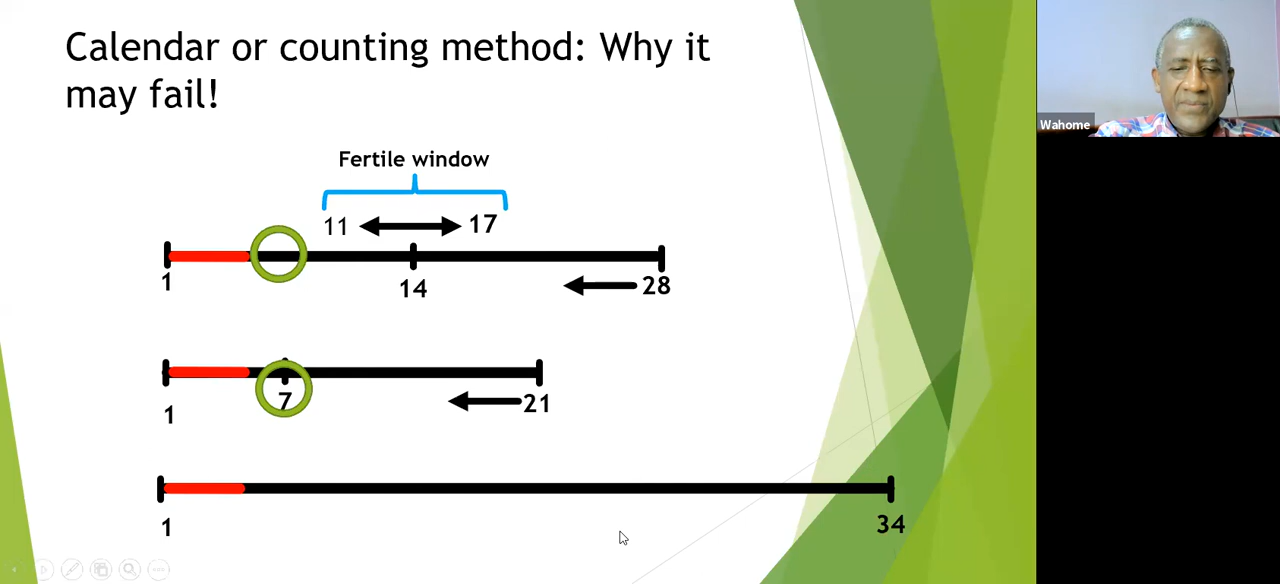 Calendar or counting method: Why it
may fail!
Wahome
Fertile window
11 17
1 14 28
7
1 21
1 34